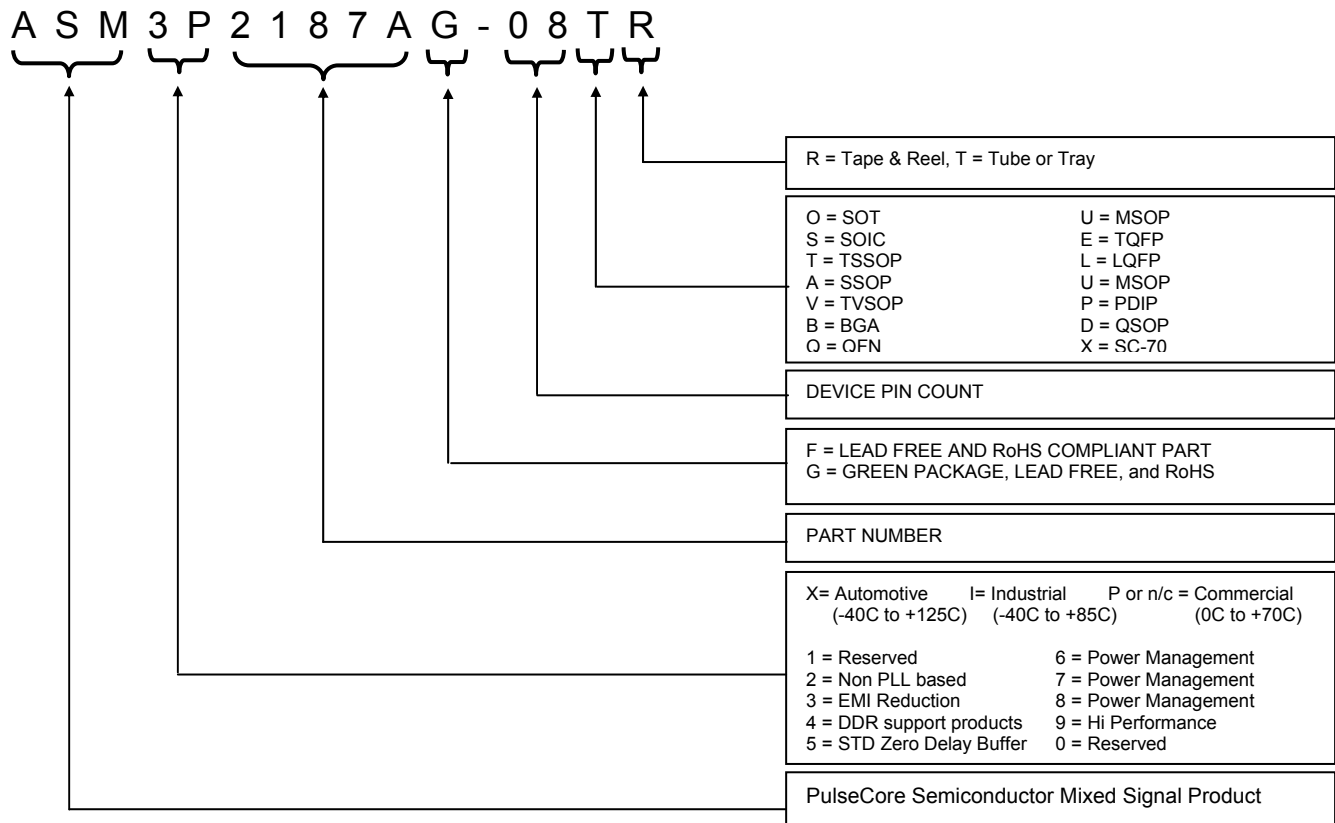 A S M 3 P 2 1 8 7 A G - 0 8 T R
R = Tape & Reel, T = Tube or Tray
O = SOT U = MSOP
S = SOIC E = TQFP
T = TSSOP L = LQFP
A = SSOP U = MSOP
V = TVSOP P = PDIP
B = BGA D = QSOP
Q = QFN X = SC-70
DEVICE PIN COUNT
F = LEAD FREE AND RoHS COMPLIANT PART
G = GREEN PACKAGE, LEAD FREE, and RoHS
PART NUMBER
X= Automotive I= Industrial P or n/c = Commercial
(-40C to +125C) (-40C to +85C) (0C to +70C)
1 = Reserved 6 = Power Management
2 = Non PLL based 7 = Power Management
3 = EMI Reduction 8 = Power Management
4 = DDR support products 9 = Hi Performance
5 = STD Zero Delay Buffer 0 = Reserved
PulseCore Semiconductor Mixed Signal Product